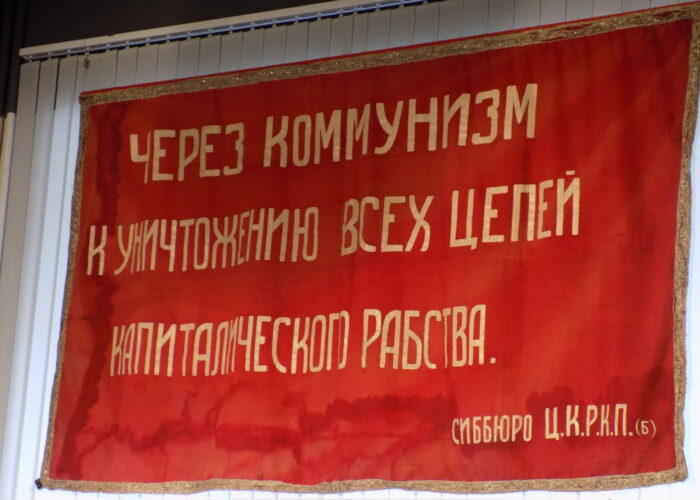 ЧЕРЕЗ КОММУНИЗМ
К УНИЧТОЖЕНИЮ ВСЕХ ЦЕПЕЙ
КАПИТАЛИЧЕСКОГО РАБСТВА.
СИББЮРО Ц.К.Р.К.П.(Б)